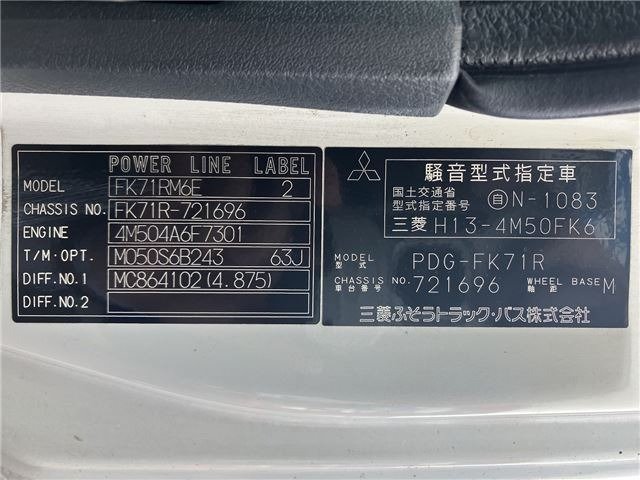 POWER LINE LABEL
MODEL FK71RM6E 2
CHASSIS NO. FK71R-721696
ENGINE 4M504A6F7301
T/M·OPT. M050S6B243 63J
DIFF.NO.1 MC864102(4.875)
DIFF.NO.2
騒音型式指定車
国土交通省
型式指定番号 自 N-1083
三菱 H13-4M50FK6
MODEL
型式 PDG-FK71R
CHASSIS NO.
車台番号 721696 WHEEL BASE
軸距 M
三菱ふそうトラック・バス株式会社